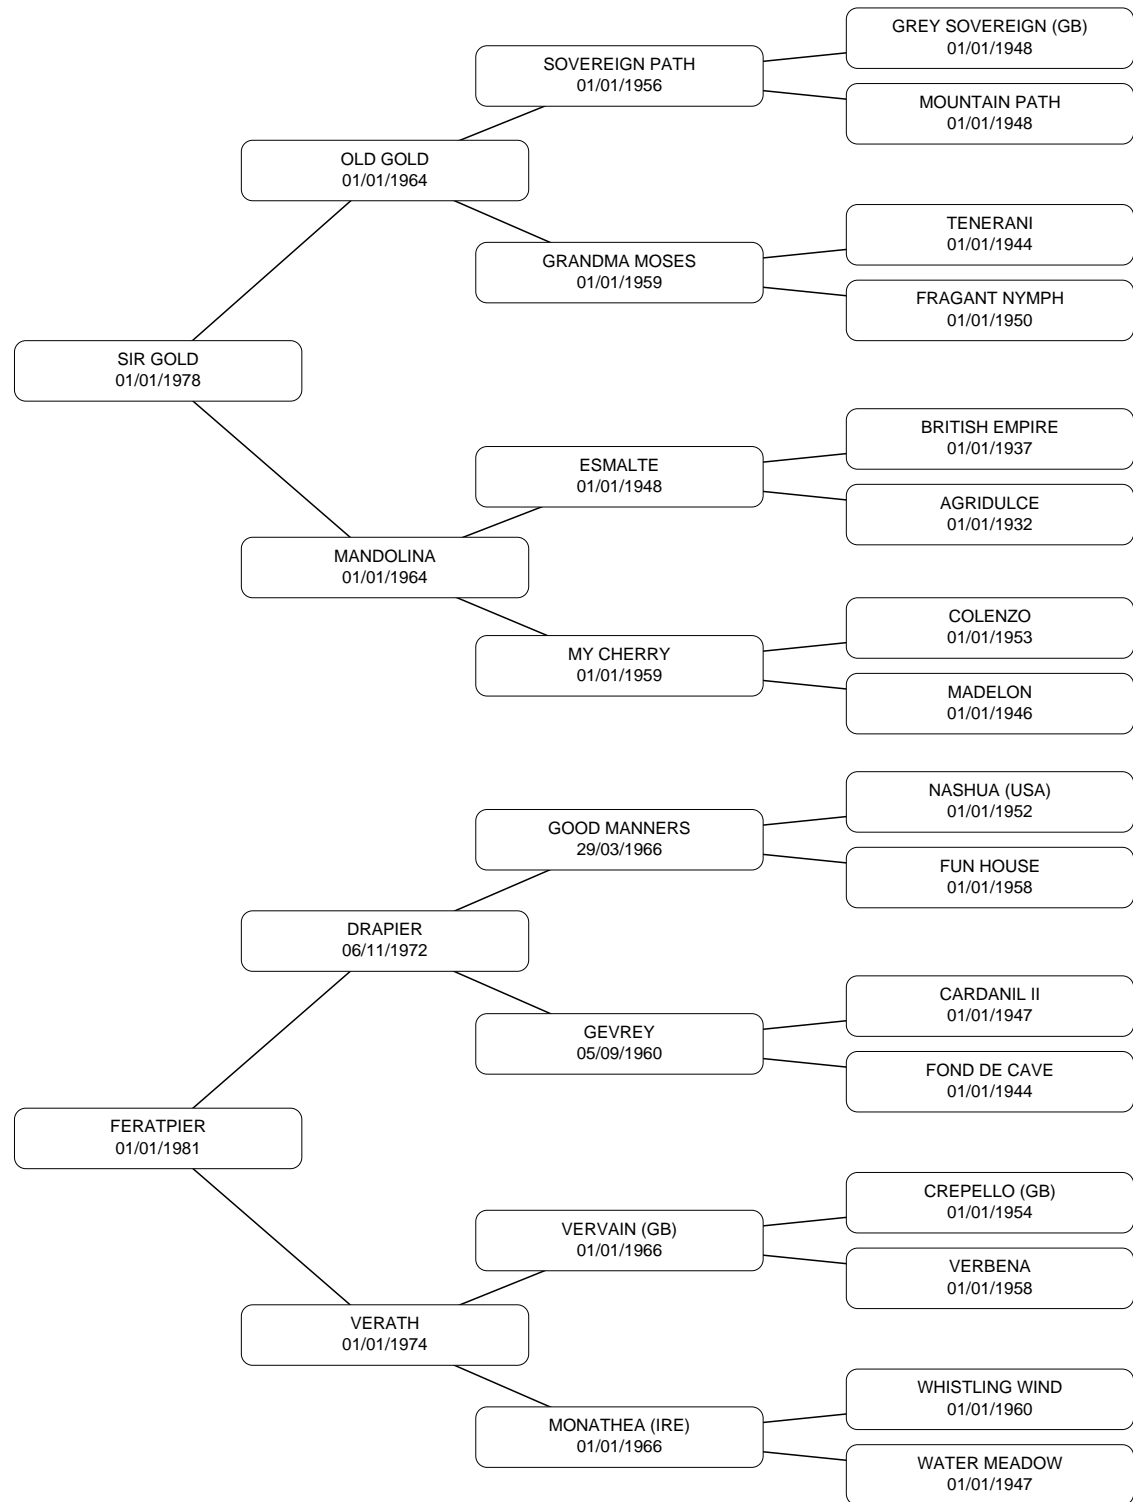 GREY SOVEREIGN (GB)
01/01/1948
SOVEREIGN PATH
01/01/1956
MOUNTAIN PATH
01/01/1948
OLD GOLD
01/01/1964
TENERANI
01/01/1944
GRANDMA MOSES
01/01/1959
FRAGANT NYMPH
01/01/1950
SIR GOLD
01/01/1978
BRITISH EMPIRE
01/01/1937
ESMALTE
01/01/1948
AGRIDULCE
01/01/1932
MANDOLINA
01/01/1964
COLENZO
01/01/1953
MY CHERRY
01/01/1959
MADELON
01/01/1946
NASHUA (USA)
01/01/1952
GOOD MANNERS
29/03/1966
FUN HOUSE
01/01/1958
DRAPIER
06/11/1972
CARDANIL II
01/01/1947
GEVREY
05/09/1960
FOND DE CAVE
01/01/1944
FERATPIER
01/01/1981
CREPELLO (GB)
01/01/1954
VERVAIN (GB)
01/01/1966
VERBENA
01/01/1958
VERATH
01/01/1974
WHISTLING WIND
01/01/1960
MONATHEA (IRE)
01/01/1966
WATER MEADOW
01/01/1947